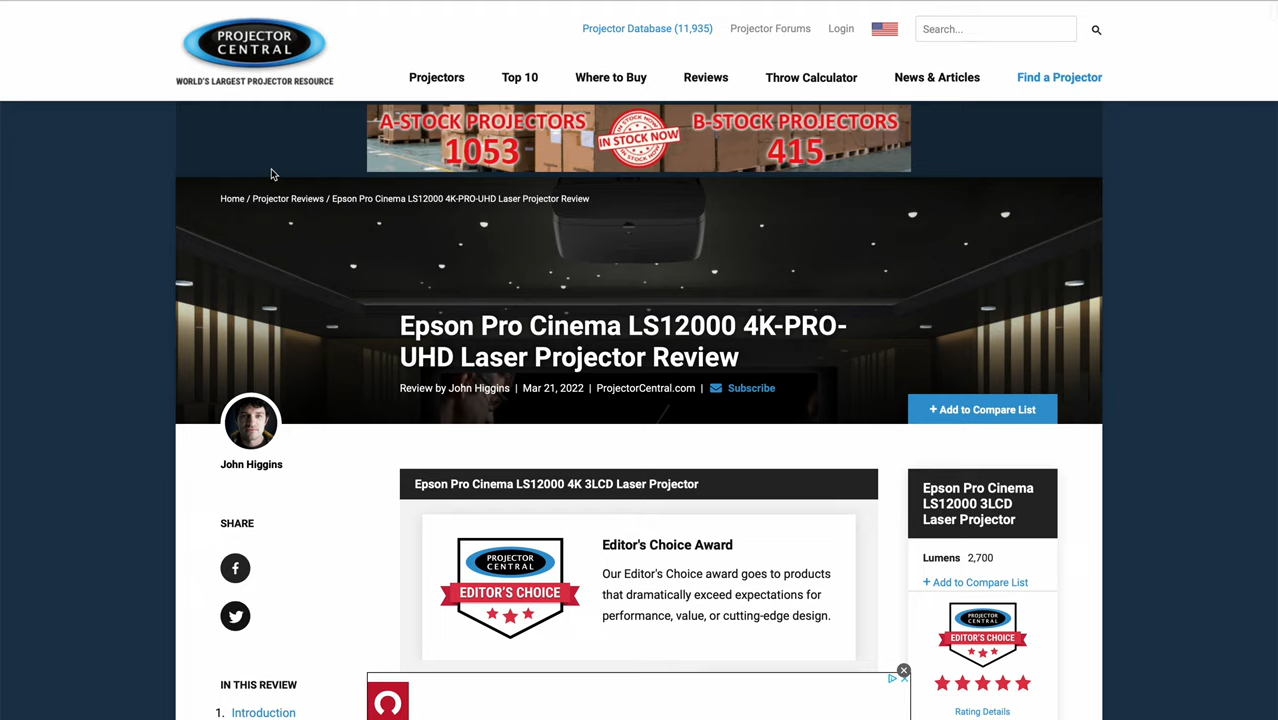 PROJECTOR
CENTRAL
WORLD'S LARGEST PROJECTOR RESOURCE
Projector Database (11,935) Projector Forums Login Search...
Projectors Top 10 Where to Buy Reviews Throw Calculator News & Articles Find a Projector
A-STOCK PROJECTORS
1053
IN STOCK NOW
B-STOCK PROJECTORS
415
Home / Projector Reviews / Epson Pro Cinema LS12000 4K-PRO-UHD Laser Projector Review
Epson Pro Cinema LS12000 4K-PRO-
UHD Laser Projector Review
Review by John Higgins | Mar 21, 2022 | ProjectorCentral.com | Subscribe
+ Add to Compare List
John Higgins
SHARE
IN THIS REVIEW
1. Introduction
Epson Pro Cinema LS12000 4K 3LCD Laser Projector
PROJECTOR
CENTRAL
EDITOR'S CHOICE
Editor's Choice Award
Our Editor's Choice award goes to products
that dramatically exceed expectations for
performance, value, or cutting-edge design.
Epson Pro Cinema
LS12000 3LCD
Laser Projector
Lumens 2,700
+ Add to Compare List
PROJECTOR
CENTRAL
EDITOR'S CHOICE
Rating Details